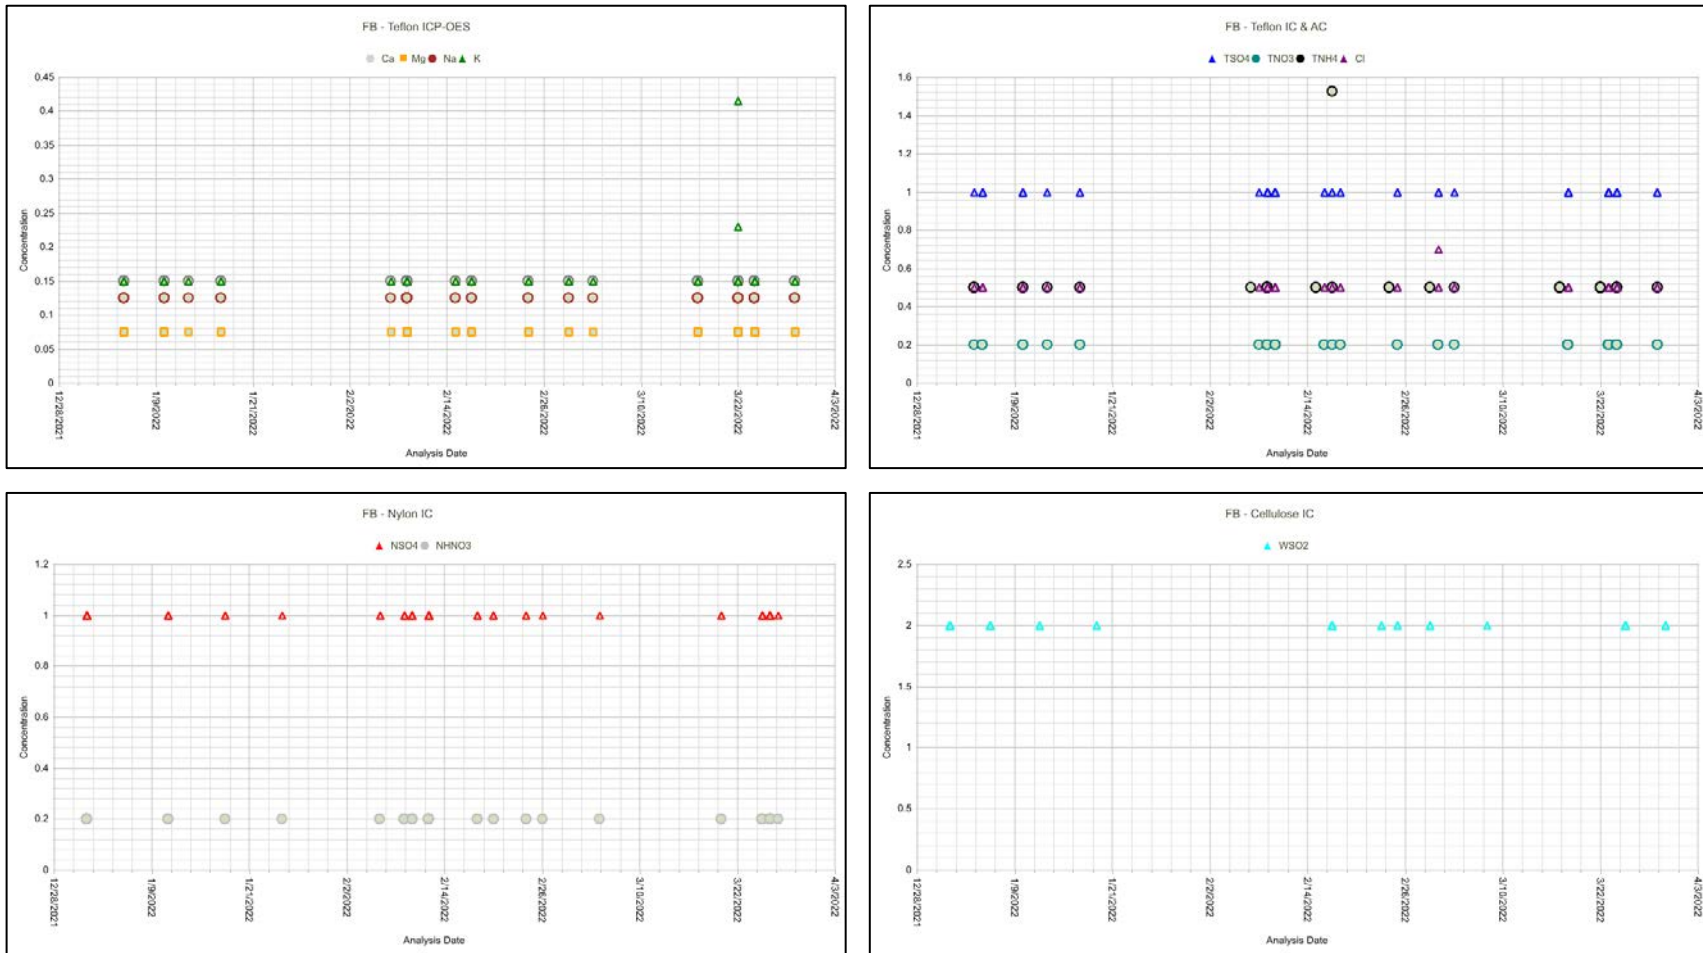 FB - Teflon ICP-OES
Ca Mg Na K
0.45
0.4
0.35
0.3
0.25
0.2
0.15
0.1
0.05
0
Concentration
12/28/2021 1/9/2022 1/21/2022 2/2/2022 2/14/2022 2/26/2022 3/10/2022 3/22/2022 4/3/2022
Analysis Date
FB - Teflon IC & AC
TSO4 TNO3 TNH4 Cl
1.6
1.4
1.2
1
0.8
0.6
0.4
0.2
0
Concentration
12/28/2021 1/9/2022 1/21/2022 2/2/2022 2/14/2022 2/26/2022 3/10/2022 3/22/2022 4/3/2022
Analysis Date
FB - Nylon IC
NSO4 NHNO3
1.2
1
0.8
0.6
0.4
0.2
0
Concentration
12/28/2021 1/9/2022 1/21/2022 2/2/2022 2/14/2022 2/26/2022 3/10/2022 3/22/2022 4/3/2022
Analysis Date
FB - Cellulose IC
WSO2
2.5
2
1.5
1
0.5
0
Concentration
12/28/2021 1/9/2022 1/21/2022 2/2/2022 2/14/2022 2/26/2022 3/10/2022 3/22/2022 4/3/2022
Analysis Date